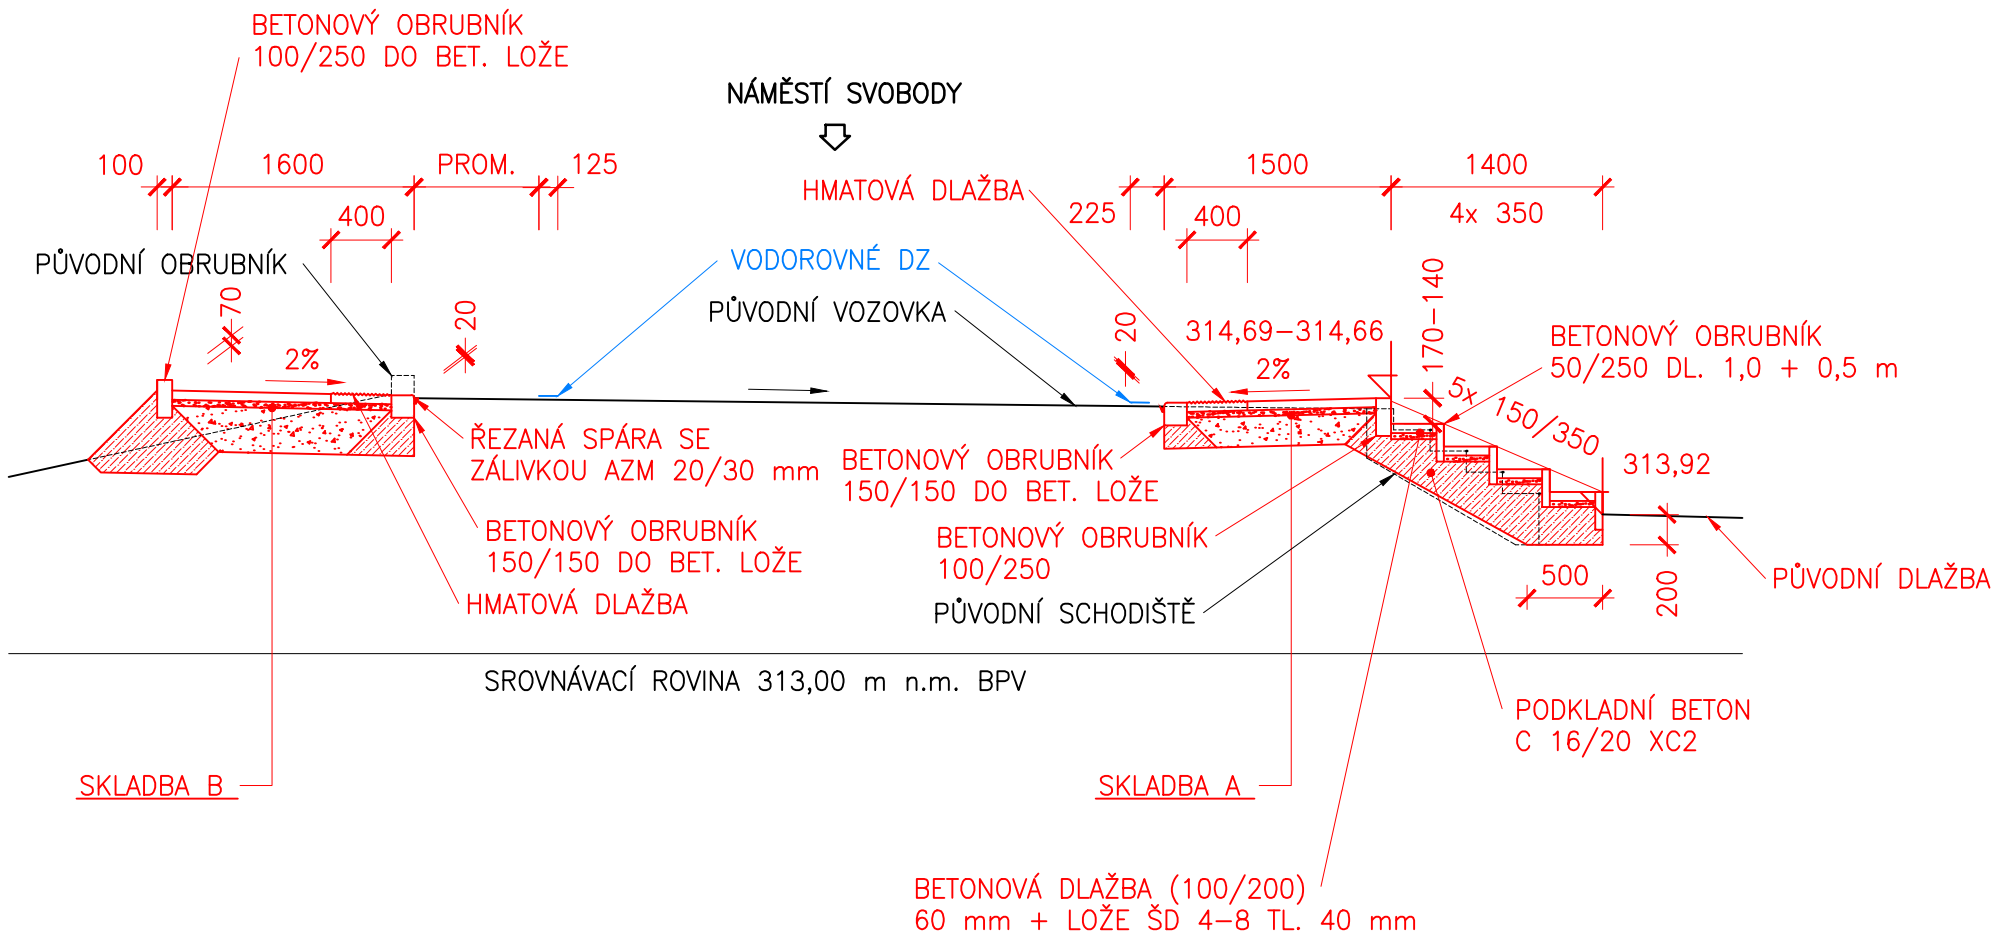 BETONOVÝ OBRUBNÍK
100/250 DO BET. LOŽE
NÁMĚSTÍ SVOBODY
100
1600
PROM.
125
1500
1400
HMATOVÁ DLAŽBA
225
400
400
4x 350
PŮVODNÍ OBRUBNÍK
VODOROVNÉ DZ
170-140
70
20
PŮVODNÍ VOZOVKA
20
314,69-314,66
BETONOVÝ OBRUBNÍK
50/250 DL. 1,0 + 0,5 m
2%
2%
5x 150/350
ŘEZANÁ SPÁRA SE
ZÁLIVKOU AZM 20/30 mm
BETONOVÝ OBRUBNÍK
150/150 DO BET. LOŽE
313,92
BETONOVÝ OBRUBNÍK
150/150 DO BET. LOŽE
BETONOVÝ OBRUBNÍK
100/250
500
200
PŮVODNÍ DLAŽBA
HMATOVÁ DLAŽBA
PŮVODNÍ SCHODIŠTĚ
SROVNÁVACÍ ROVINA 313,00 m n.m. BPV
PODKLADNÍ BETON
C 16/20 XC2
SKLADBA B
SKLADBA A
BETONOVÁ DLAŽBA (100/200)
60 mm + LOŽE ŠD 4-8 TL. 40 mm